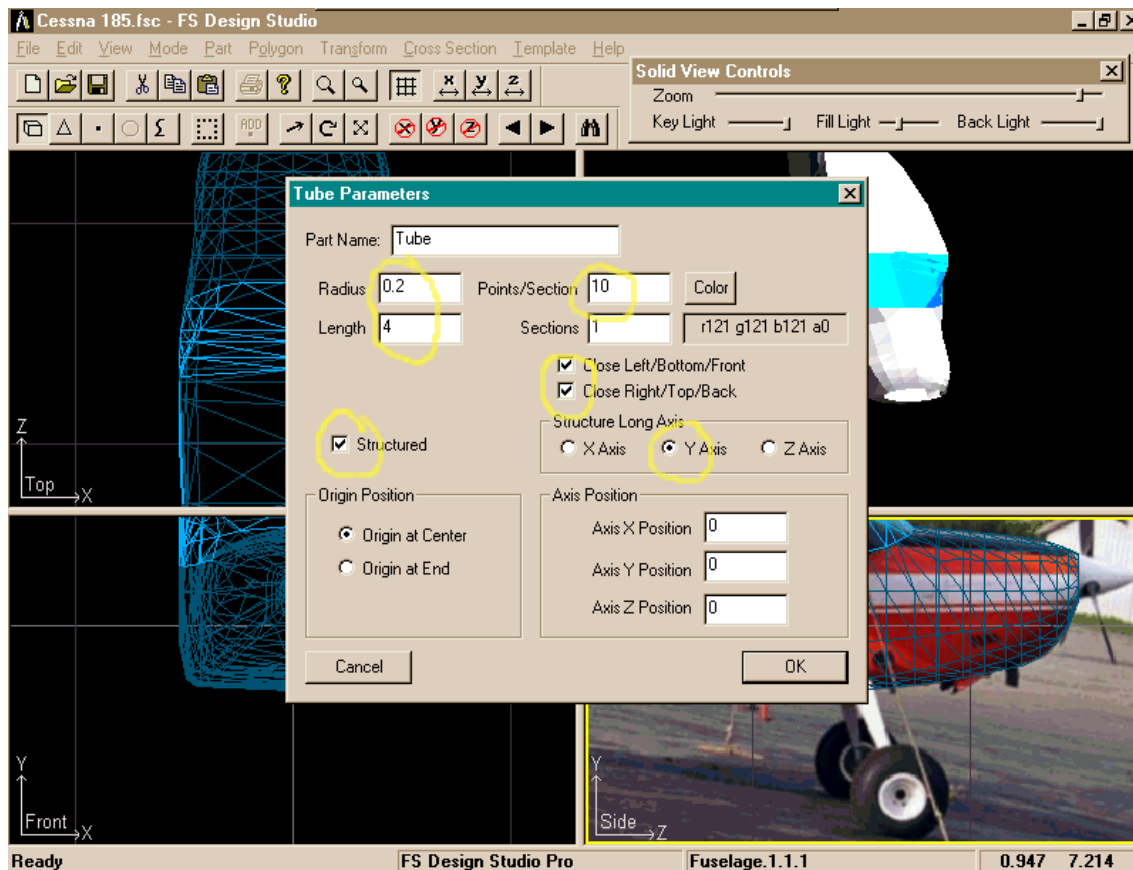 Cessna 185.fsc - FS Design Studio
File Edit View Mode Part Polygon Transform Cross Section Template Help
Solid View Controls
Zoom
Key Light Fill Light Back Light
ADD
x y z
Tube Parameters
Part Name: Tube
Radius 0.2 Points/Section 10 Color
Length 4 Sections 1 r121 g121 b121 a0
Close Left/Bottom/Front
Close Right/Top/Back
Structured
Structure Long Axis
X Axis Y Axis Z Axis
Origin Position
Origin at Center
Origin at End
Axis Position
Axis X Position 0
Axis Y Position 0
Axis Z Position 0
Cancel OK
Z
Top X
Y
Front X
Y
Side Z
Ready FS Design Studio Pro Fuselage.1.1.1 0.947 7.214